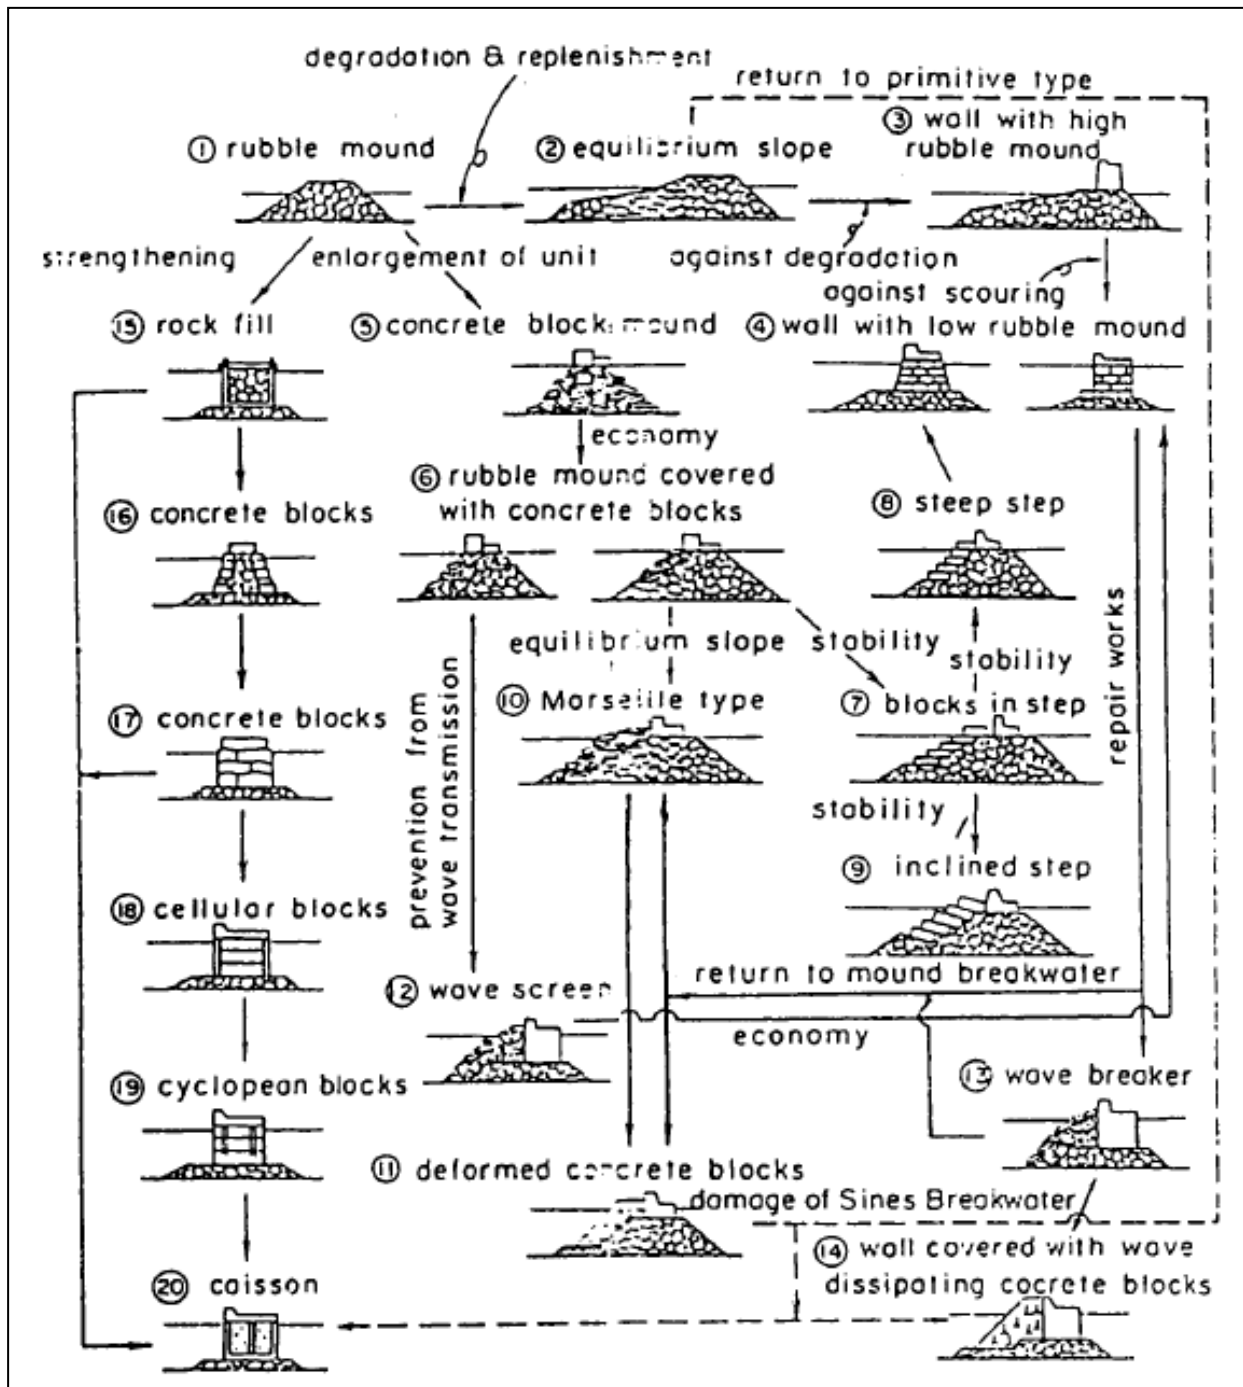 degradation & replenishment
return to primitive type
① rubble mound
② equilibrium slope
③ wall with high
rubble mound
strengthening
enlargement of unit
against degradation
against scouring
⑮ rock fill
⑤ concrete block mound
④ wall with low rubble mound
economy
⑥ rubble mound covered
with concrete blocks
⑯ concrete blocks
⑧ steep step
equilibrium slope
stability
stability
repair works
⑰ concrete blocks
⑩ Marseille type
⑦ blocks in step
prevention from
wave transmission
stability
⑨ inclined step
⑱ cellular blocks
⑫ wave screen
return to mound breakwater
economy
⑲ cyclopean blocks
⑬ wave breaker
⑪ deformed concrete blocks
damage of Sines Breakwater
⑭ wall covered with wave
dissipating cocrete blocks
⑳ caisson